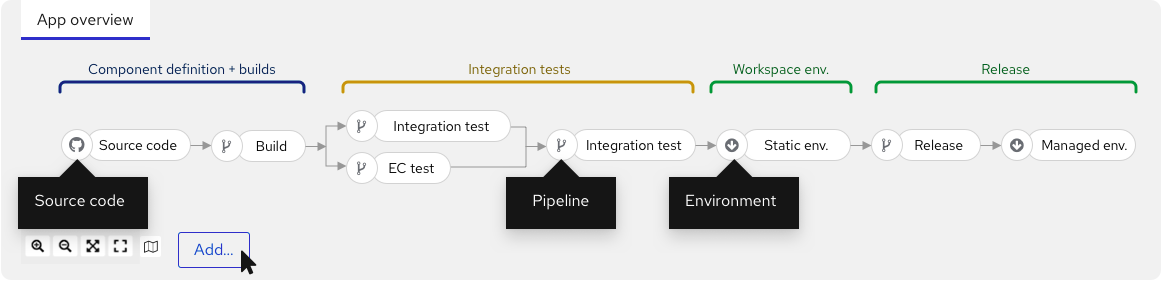 App overview
Component definition + builds
Integration tests
Workspace env.
Release
Source code
Build
Integration test
EC test
Integration test
Static env.
Release
Managed env.
Source code
Pipeline
Environment
Add...